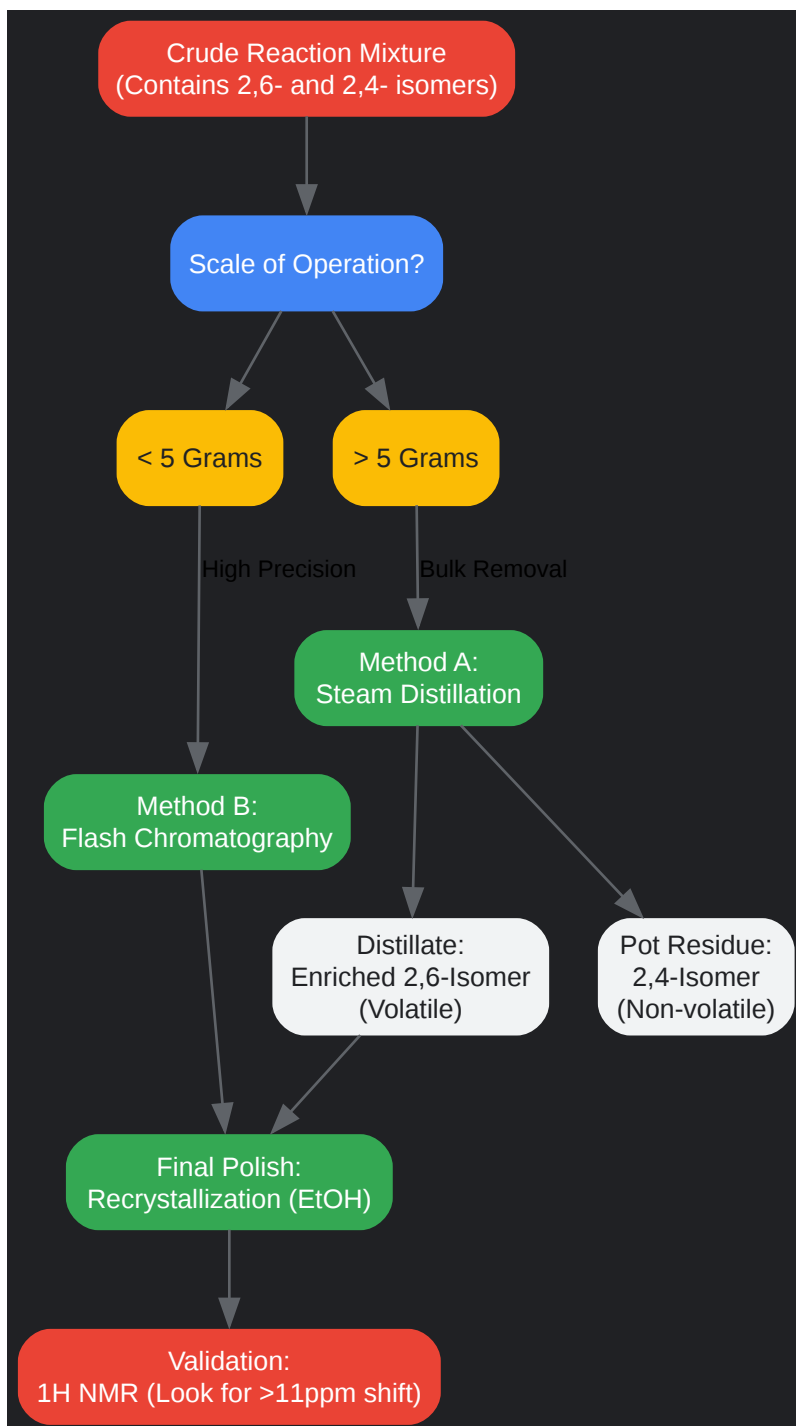 Crude Reaction Mixture
(Contains 2,6- and 2,4- isomers)
Scale of Operation?
< 5 Grams
> 5 Grams
High Precision
Bulk Removal
Method A:
Steam Distillation
Method B:
Flash Chromatography
Distillate:
Enriched 2,6-Isomer
(Volatile)
Pot Residue:
2,4-Isomer
(Non-volatile)
Final Polish:
Recrystallization (EtOH)
Validation:
1H NMR (Look for >11ppm shift)